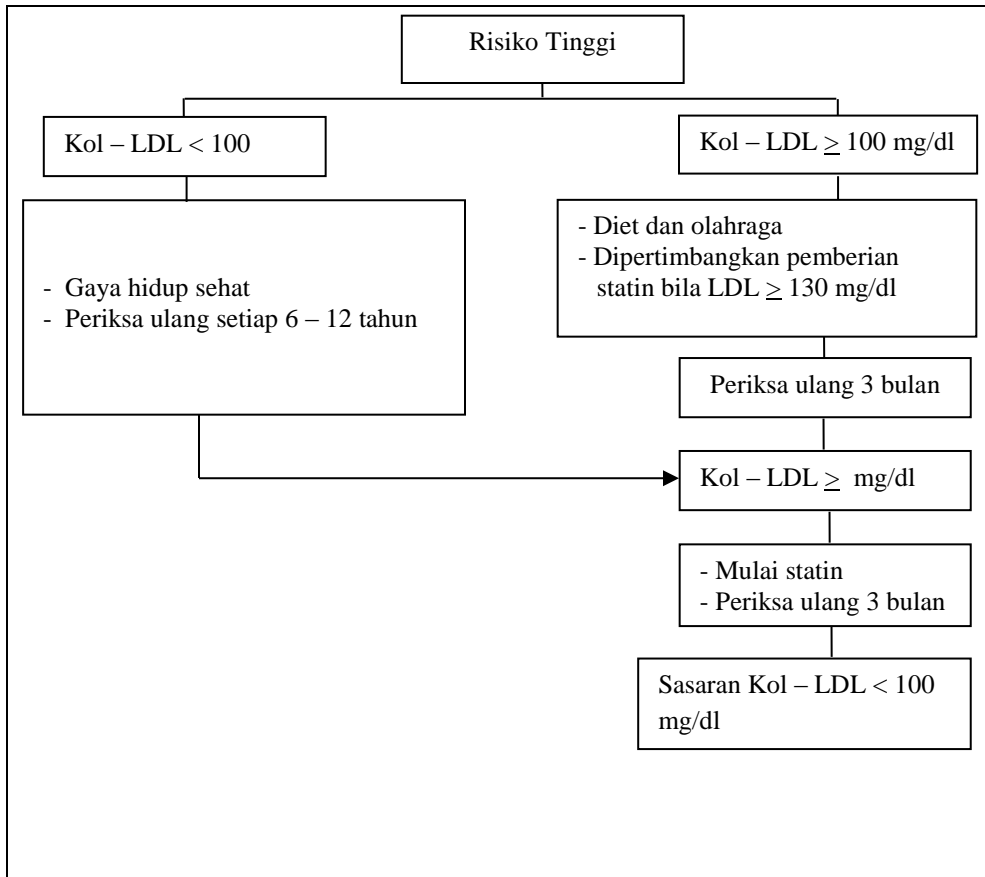 Risiko Tinggi
Kol – LDL < 100
Kol – LDL ≥ 100 mg/dl
- Gaya hidup sehat
- Periksa ulang setiap 6 – 12 tahun
- Diet dan olahraga
- Dipertimbangkan pemberian
statin bila LDL ≥ 130 mg/dl
Periksa ulang 3 bulan
Kol – LDL ≥ mg/dl
- Mulai statin
- Periksa ulang 3 bulan
Sasaran Kol – LDL < 100
mg/dl